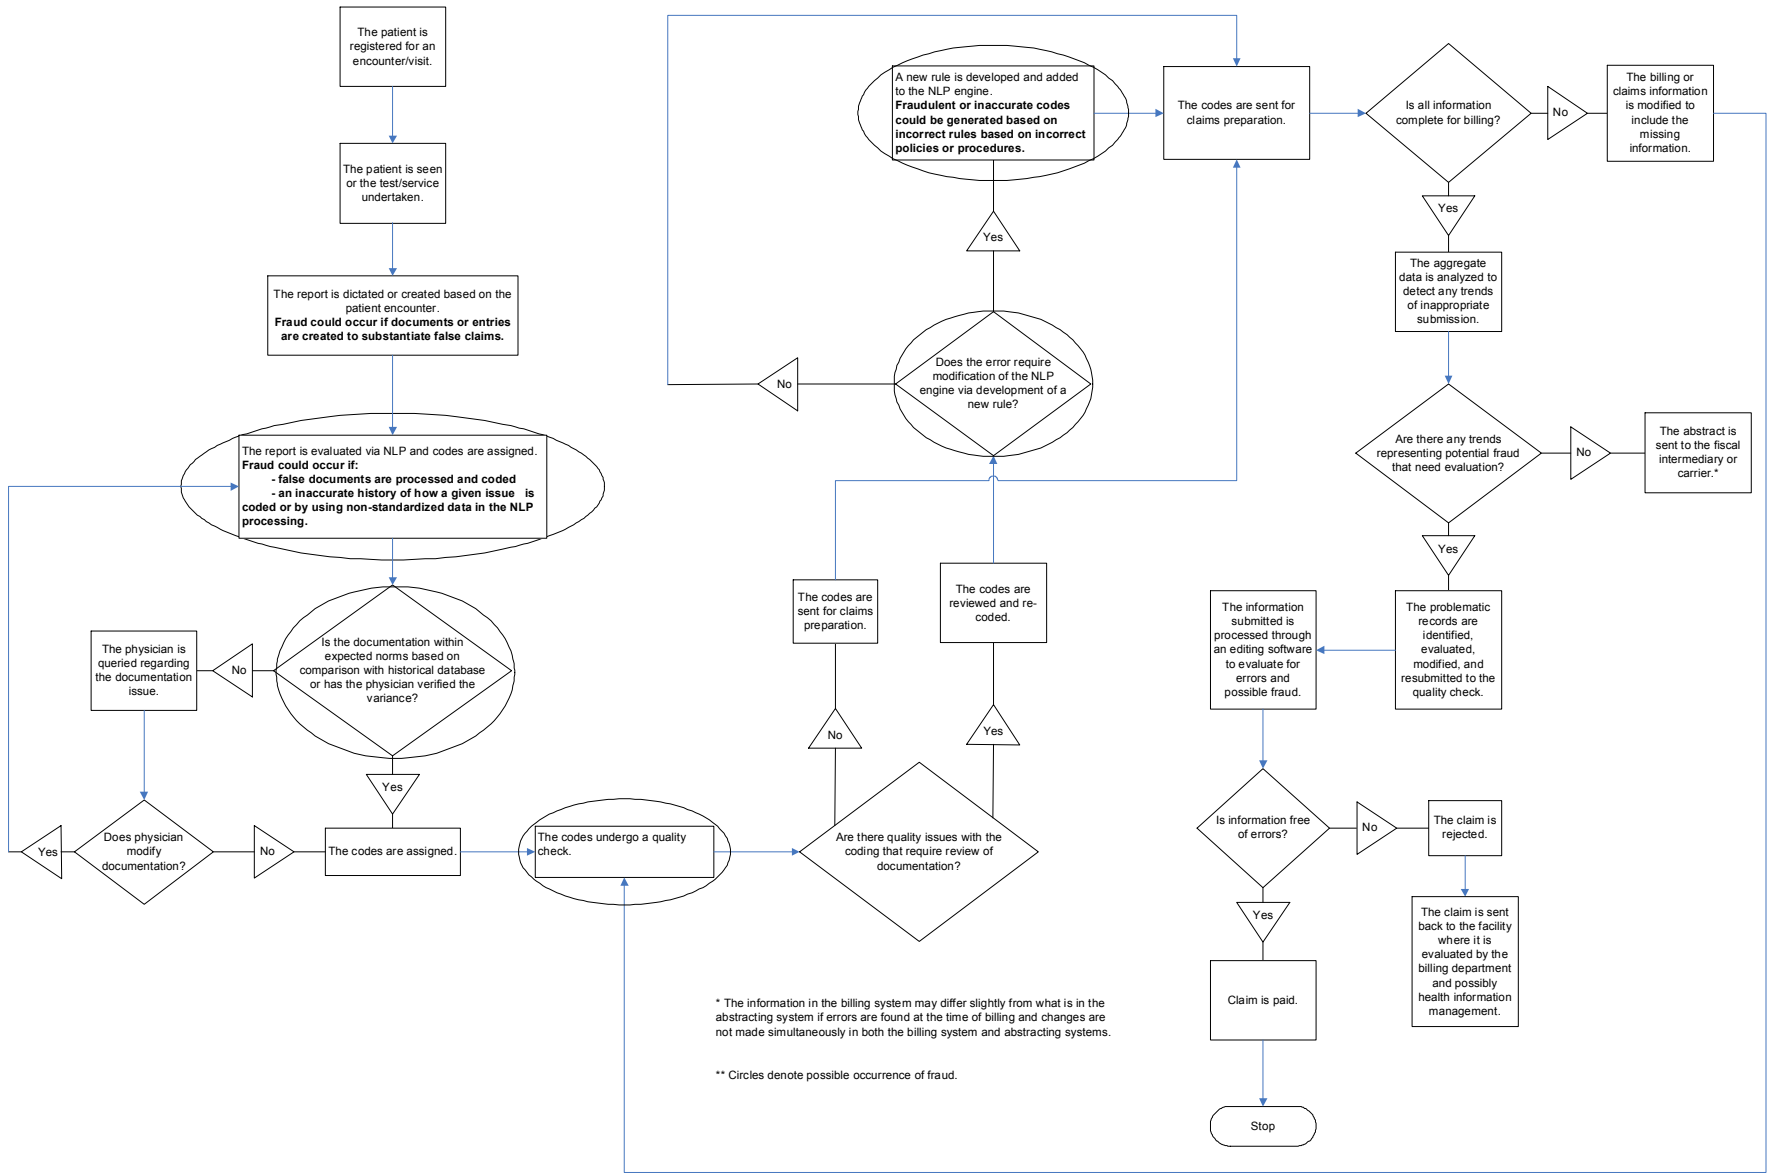 The patient is
registered for an
encounter/visit.
The patient is seen
or the test/service
undertaken.
The report is dictated or created based on the
patient encounter.
Fraud could occur if documents or entries
are created to substantiate false claims.
The report is evaluated via NLP and codes are assigned.
Fraud could occur if:
- false documents are processed and coded
- an inaccurate history of how a given issue is
coded or by using non-standardized data in the NLP
processing.
Is the documentation within
expected norms based on
comparison with historical database
or has the physician verified the
variance?
No
The physician is
queried regarding
the documentation
issue.
Yes
Does physician
modify
documentation?
Yes
No
The codes are assigned.
The codes undergo a quality
check.
Are there quality issues with the
coding that require review of
documentation?
No
Yes
The codes are
sent for claims
preparation.
The codes are
reviewed and re-
coded.
Does the error require
modification of the NLP
engine via development of a
new rule?
No
Yes
A new rule is developed and added
to the NLP engine.
Fraudulent or inaccurate codes
could be generated based on
incorrect rules based on incorrect
policies or procedures.
The codes are sent for
claims preparation.
Is all information
complete for billing?
No
The billing or
claims information
is modified to
include the
missing
information.
Yes
The aggregate
data is analyzed to
detect any trends
of inappropriate
submission.
Are there any trends
representing potential fraud
that need evaluation?
No
The abstract is
sent to the fiscal
intermediary or
carrier.*
Yes
The problematic
records are
identified,
evaluated,
modified, and
resubmitted to the
quality check.
The information
submitted is
processed through
an editing software
to evaluate for
errors and
possible fraud.
Is information free
of errors?
No
The claim is
rejected.
The claim is sent
back to the facility
where it is
evaluated by the
billing department
and possibly
health information
management.
Yes
Claim is paid.
Stop
* The information in the billing system may differ slightly from what is in the
abstracting system if errors are found at the time of billing and changes are
not made simultaneously in both the billing system and abstracting systems.
** Circles denote possible occurrence of fraud.